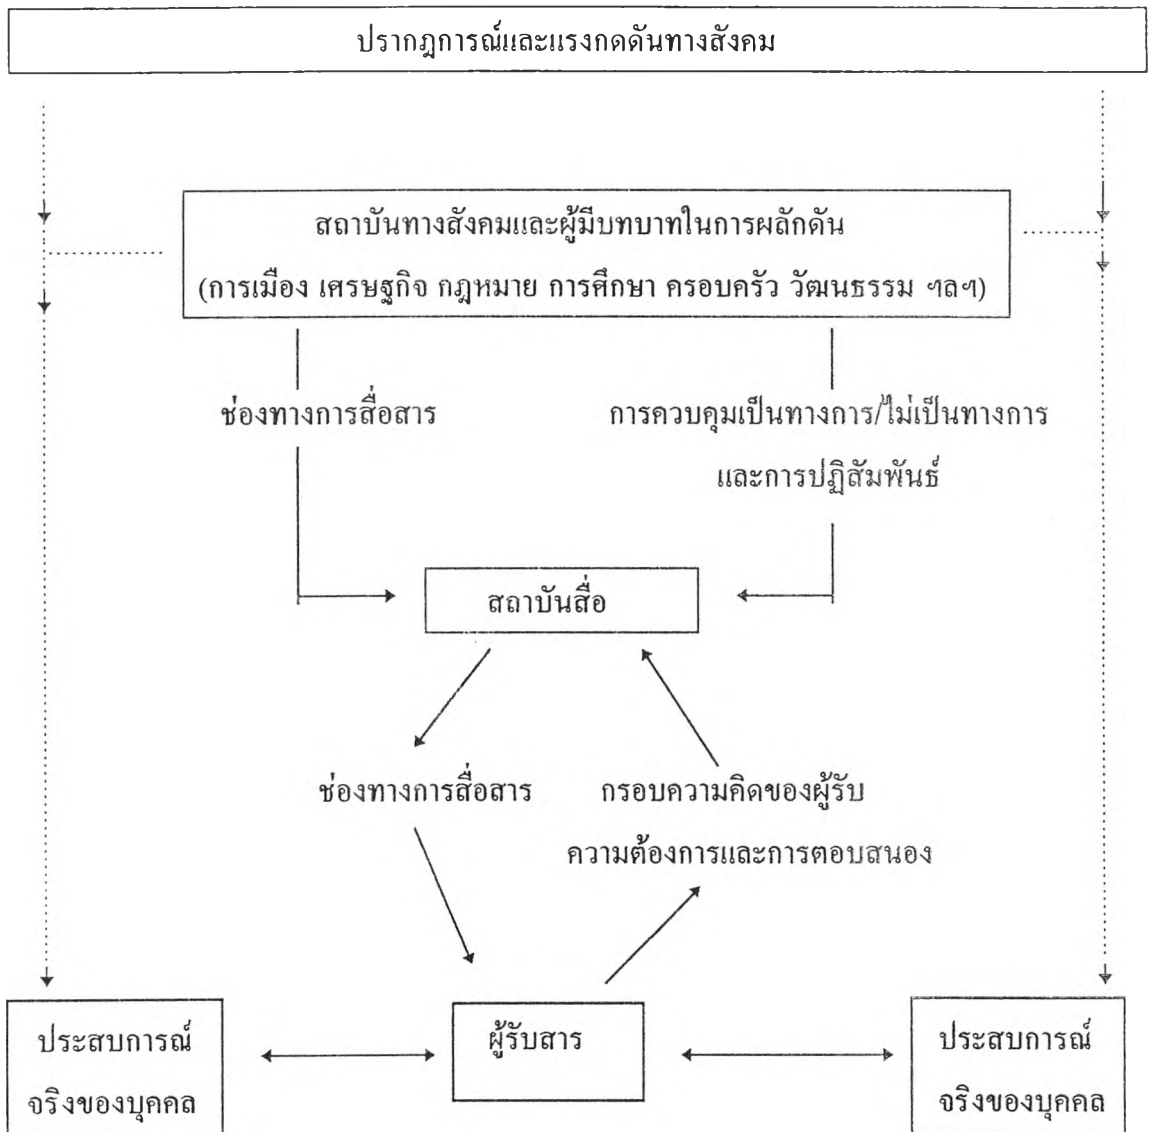 ปรากฏการณ์และแรงกดดันทางสังคม
สถาบันทางสังคมและผู้มีบทบาทในการผลักดัน
(การเมือง เศรษฐกิจ กฎหมาย การศึกษา ครอบครัว วัฒนธรรม ฯลฯ)
ช่องทางการสื่อสาร
การควบคุมเป็นทางการ/ไม่เป็นทางการ
และการปฏิสัมพันธ์
สถาบันสื่อ
ช่องทางการสื่อสาร
กรอบความคิดของผู้รับ
ความต้องการและการตอบสนอง
ประสบการณ์
จริงของบุคคล
ผู้รับสาร
ประสบการณ์
จริงของบุคคล